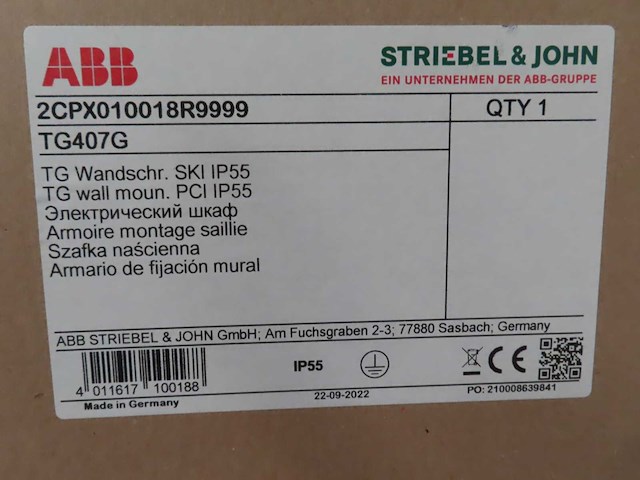 ABB
STRIEBEL & JOHN
EIN UNTERNEHMEN DER ABB-GRUPPE
2CPX010018R9999
QTY 1
TG407G
TG Wandschr. SKI IP55
TG wall moun. PCI IP55
Электрический шкаф
Armoire montage saillie
Szafka naścienna
Armario de fijación mural
ABB STRIEBEL & JOHN GmbH; Am Fuchsgraben 2-3; 77880 Sasbach; Germany
4 011617 100188
IP55
CE
Made in Germany
22-09-2022
PO: 210008639841